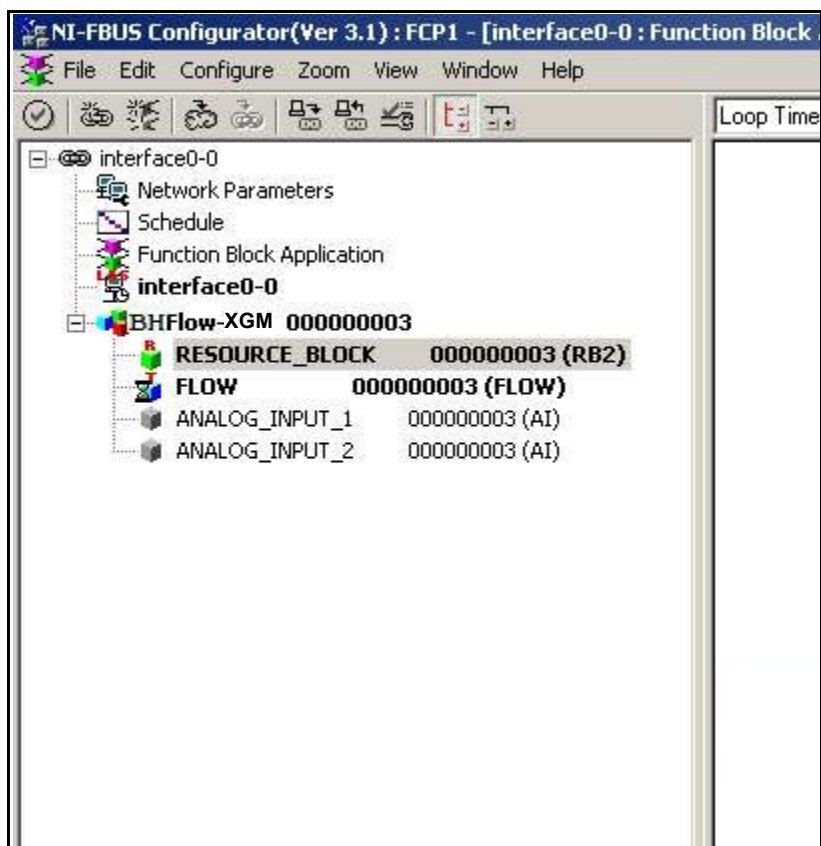 NI-FBUS Configurator(Ver 3.1) : FCP1 - [interface0-0 : Function Block
File Edit Configure Zoom View Window Help
Loop Time
interface0-0
Network Parameters
Schedule
Function Block Application
interface0-0
BHFlow-XGM 000000003
RESOURCE_BLOCK 000000003 (RB2)
FLOW 000000003 (FLOW)
ANALOG_INPUT_1 000000003 (AI)
ANALOG_INPUT_2 000000003 (AI)